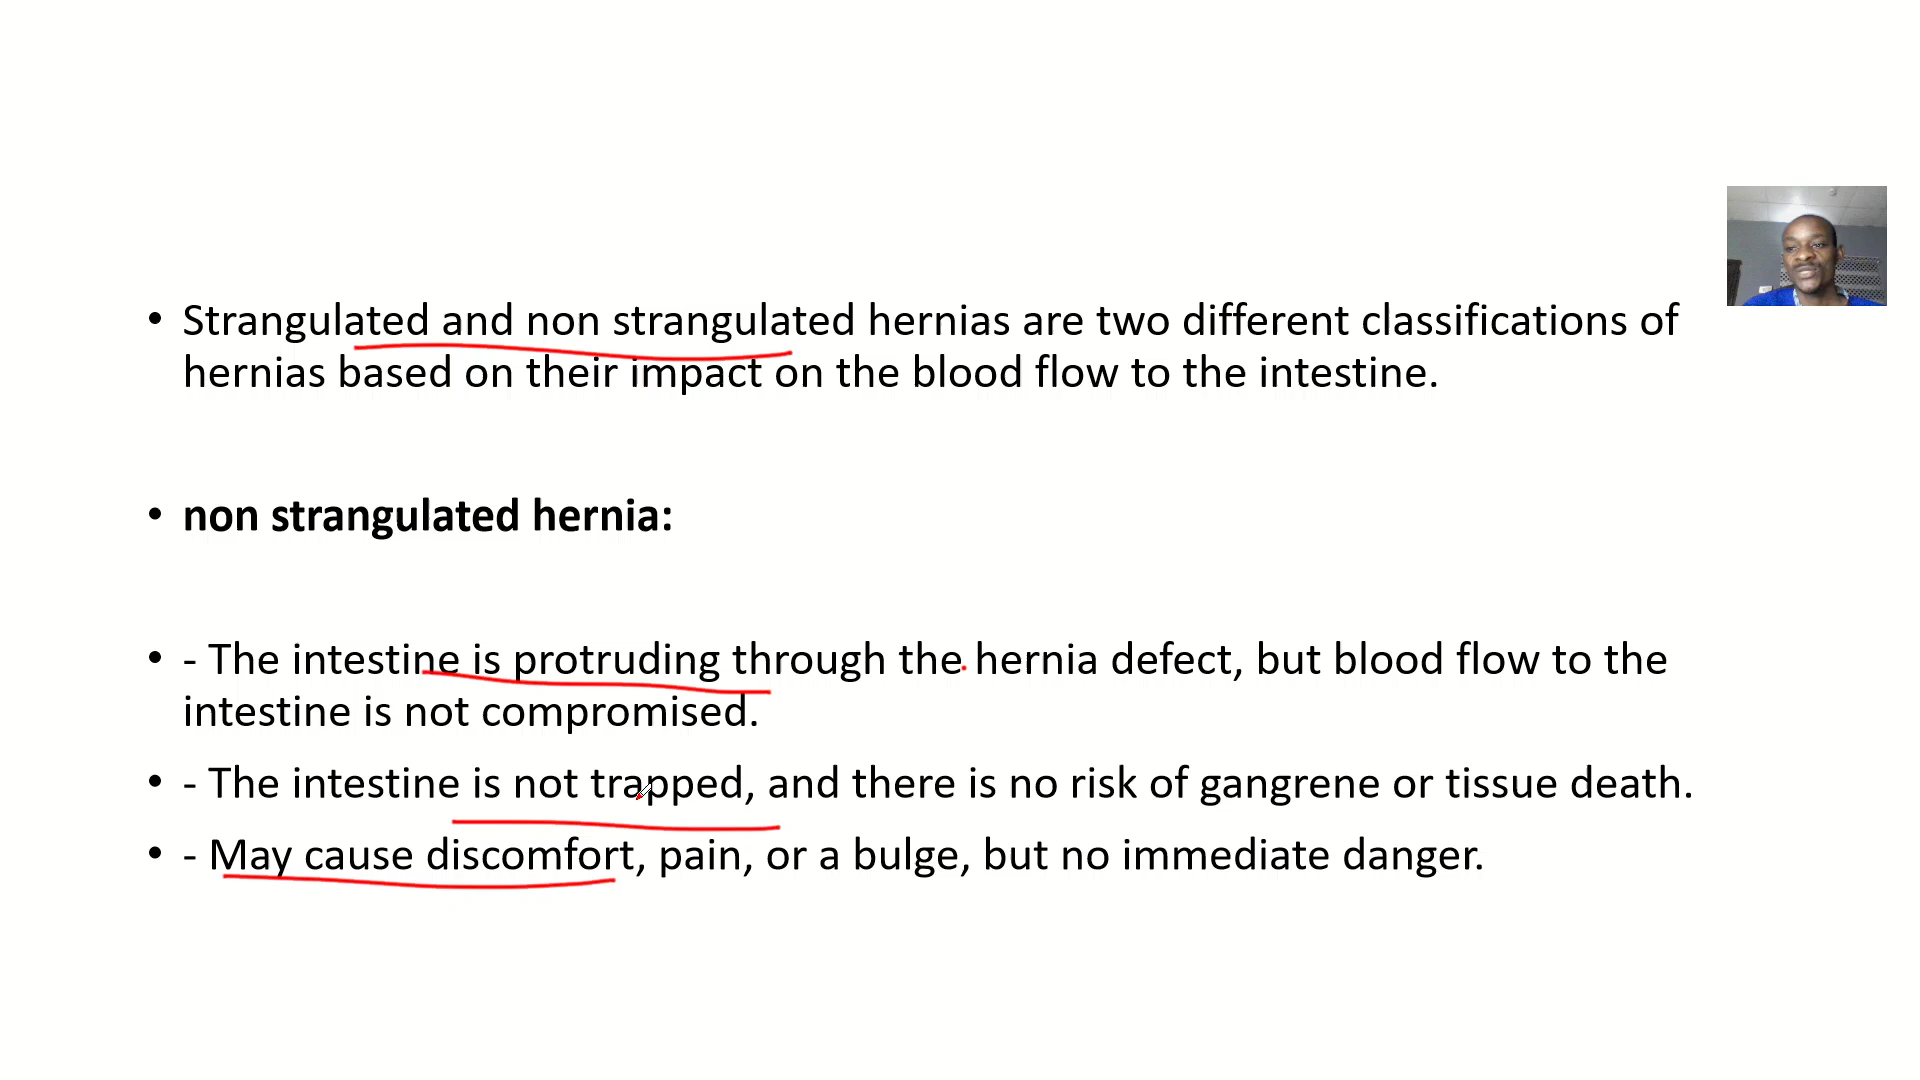 • Strangulated and non strangulated hernias are two different classifications of
hernias based on their impact on the blood flow to the intestine.
• non strangulated hernia:
• - The intestine is protruding through the hernia defect, but blood flow to the
intestine is not compromised.
• - The intestine is not trapped, and there is no risk of gangrene or tissue death.
• - May cause discomfort, pain, or a bulge, but no immediate danger.